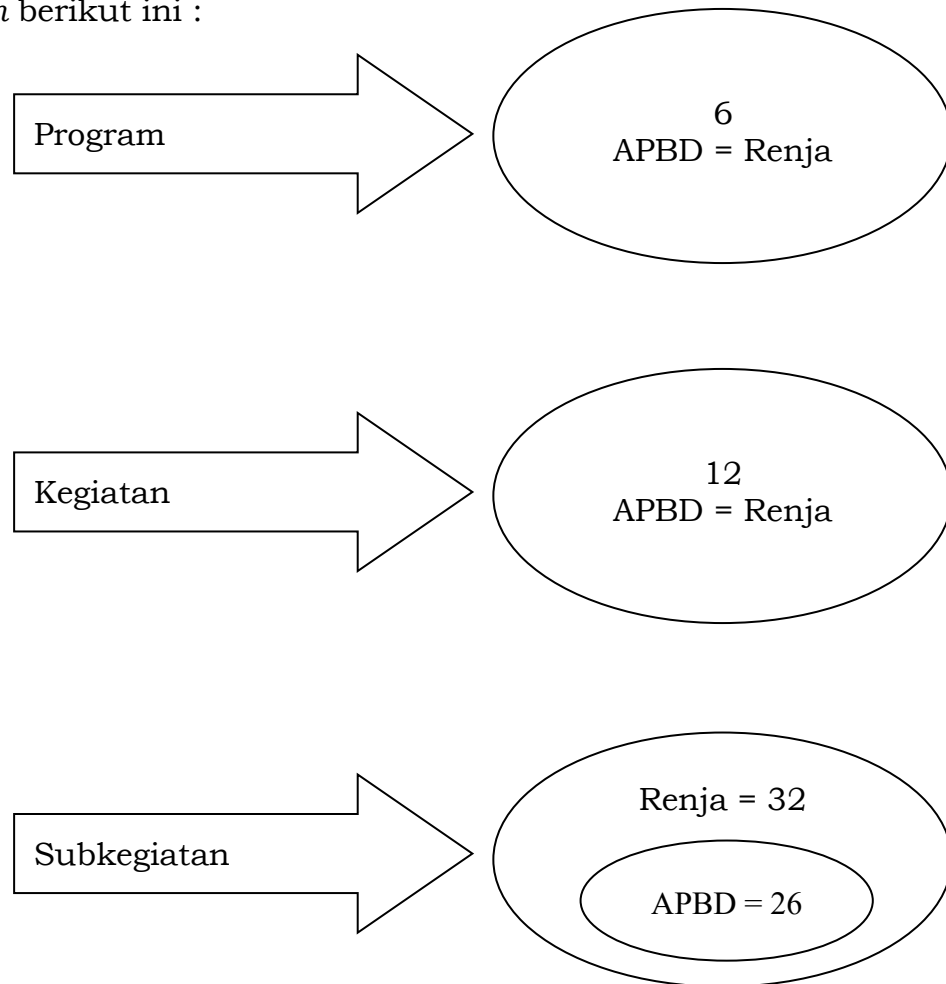 berikut ini :
Program
6
APBD = Renja
Kegiatan
12
APBD = Renja
Subkegiatan
Renja = 32
APBD = 26